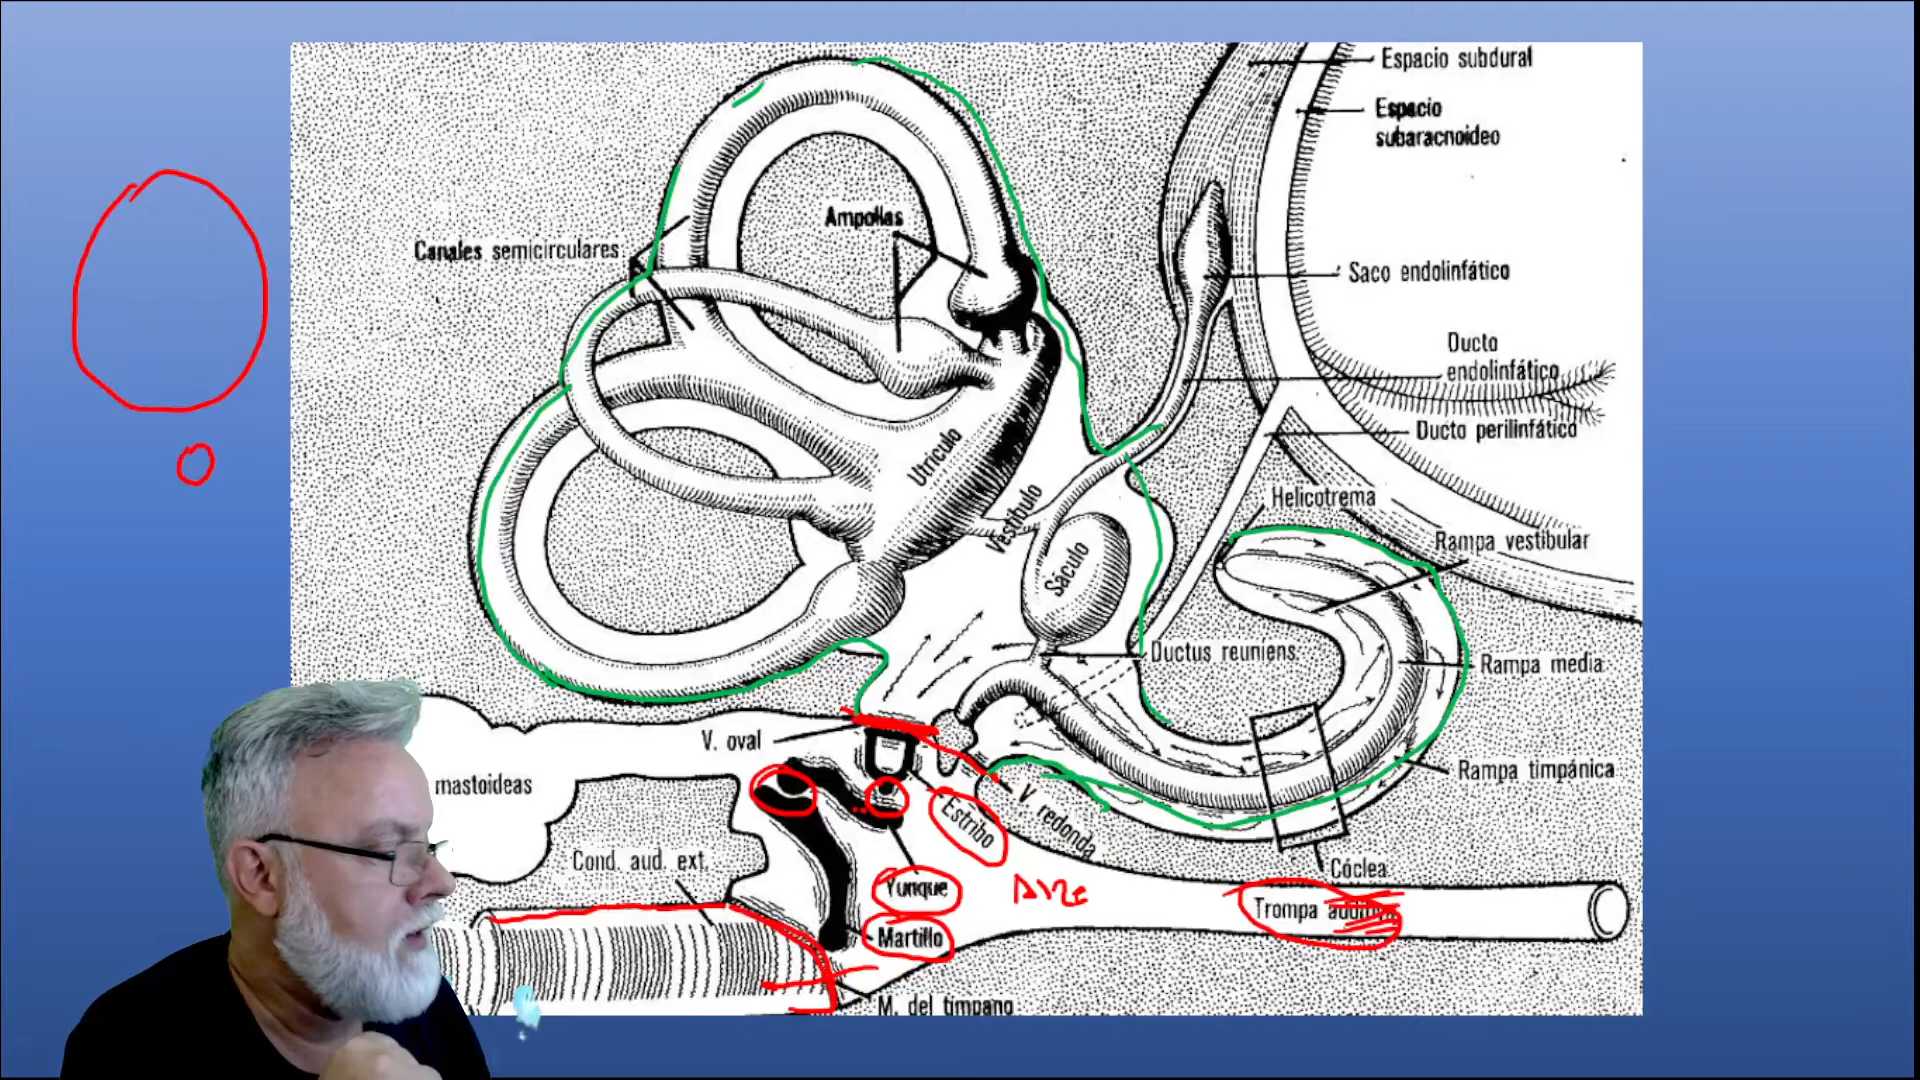 Espacio subdural
Espacio
subaracnoideo
Ampollas
Canales semicirculares
Saco endolinfático
Ducto
endolinfático
Ducto perilinfático
Utrículo
Vestíbulo
Helicotrema
Rampa vestibular
Sáculo
Ductus reuniens
Rampa media
V. oval
Rampa timpánica
mastoideas
Estribo
V. redonda
Cond. aud. ext.
Cóclea
Yunque
Aire
Trompa
Martillo
M. del tímpano